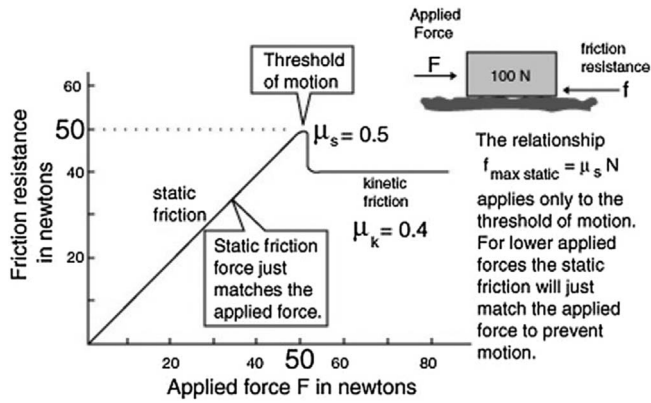 Applied
Force
F
100 N
friction
resistance
f
Threshold
of motion
Friction resistance
in newtons
60
50
40
20
μs = 0.5
static
friction
kinetic
friction
μk = 0.4
Static friction
force just
matches the
applied force.
20
40
50
60
80
Applied force F in newtons
The relationship
f max static = μs N
applies only to the
threshold of motion.
For lower applied
forces the static
friction will just
match the applied
force to prevent
motion.